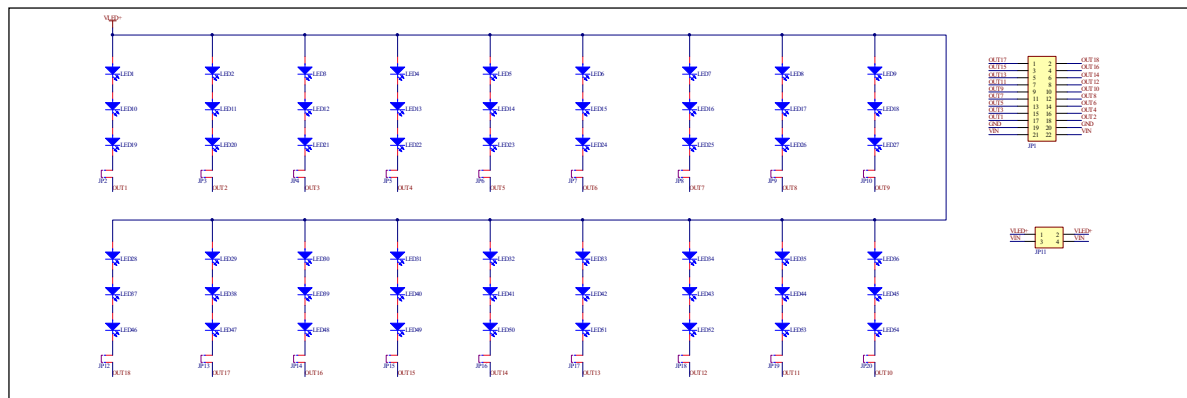 VLED+
LED1 LED2 LED3 LED4 LED5 LED6 LED7 LED8 LED9
LED10 LED11 LED12 LED13 LED14 LED15 LED16 LED17 LED18
LED19 LED20 LED21 LED22 LED23 LED24 LED25 LED26 LED27
JP2 JP3 JP4 JP5 JP6 JP7 JP8 JP9 JP10
OUT1 OUT2 OUT3 OUT4 OUT5 OUT6 OUT7 OUT8 OUT9
LED28 LED29 LED30 LED31 LED32 LED33 LED34 LED35 LED36
LED37 LED38 LED39 LED40 LED41 LED42 LED43 LED44 LED45
LED46 LED47 LED48 LED49 LED50 LED51 LED52 LED53 LED54
JP12 JP13 JP14 JP15 JP16 JP17 JP18 JP19 JP20
OUT18 OUT17 OUT16 OUT15 OUT14 OUT13 OUT12 OUT11 OUT10
OUT17 1 2 OUT18
OUT15 3 4 OUT16
OUT13 5 6 OUT14
OUT11 7 8 OUT12
OUT9 9 10 OUT10
OUT7 11 12 OUT8
OUT5 13 14 OUT6
OUT3 15 16 OUT4
OUT1 17 18 OUT2
GND 19 20 GND
VIN 21 22 VIN
JP1
VLED+ 1 2 VLED+
VIN 3 4 VIN
JP11